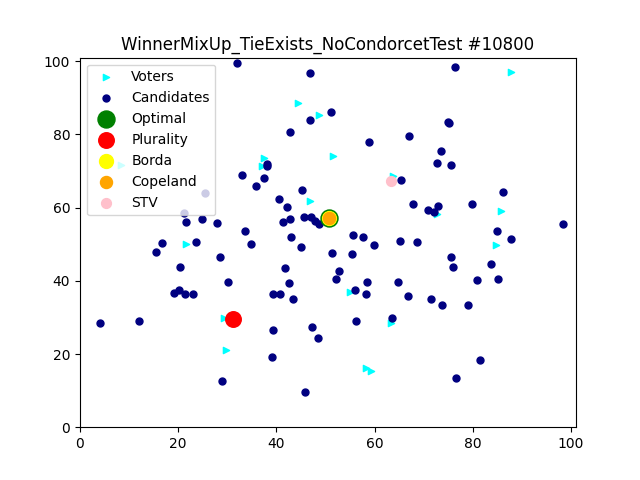 WinnerMixUp_TieExists_NoCondorcetTest #10800
Voters
Candidates
Optimal
Plurality
Borda
Copeland
STV
100
80
60
40
20
0
0 20 40 60 80 100